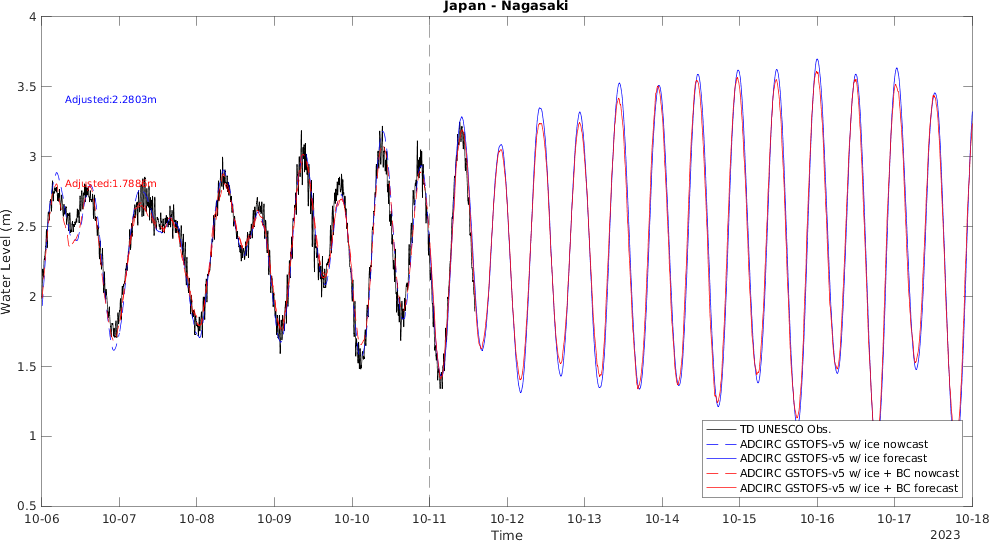 Japan - Nagasaki
4
3.5
3
2.5
2
1.5
1
0.5
Water Level (m)
Adjusted:2.2803m
TD UNESCO Obs.
ADCIRC GSTOFS-v5 w/ ice nowcast
ADCIRC GSTOFS-v5 w/ ice forecast
ADCIRC GSTOFS-v5 w/ ice + BC nowcast
ADCIRC GSTOFS-v5 w/ ice + BC forecast
10-06 10-07 10-08 10-09 10-10 10-11 10-12 10-13 10-14 10-15 10-16 10-17 10-18
Time
2023